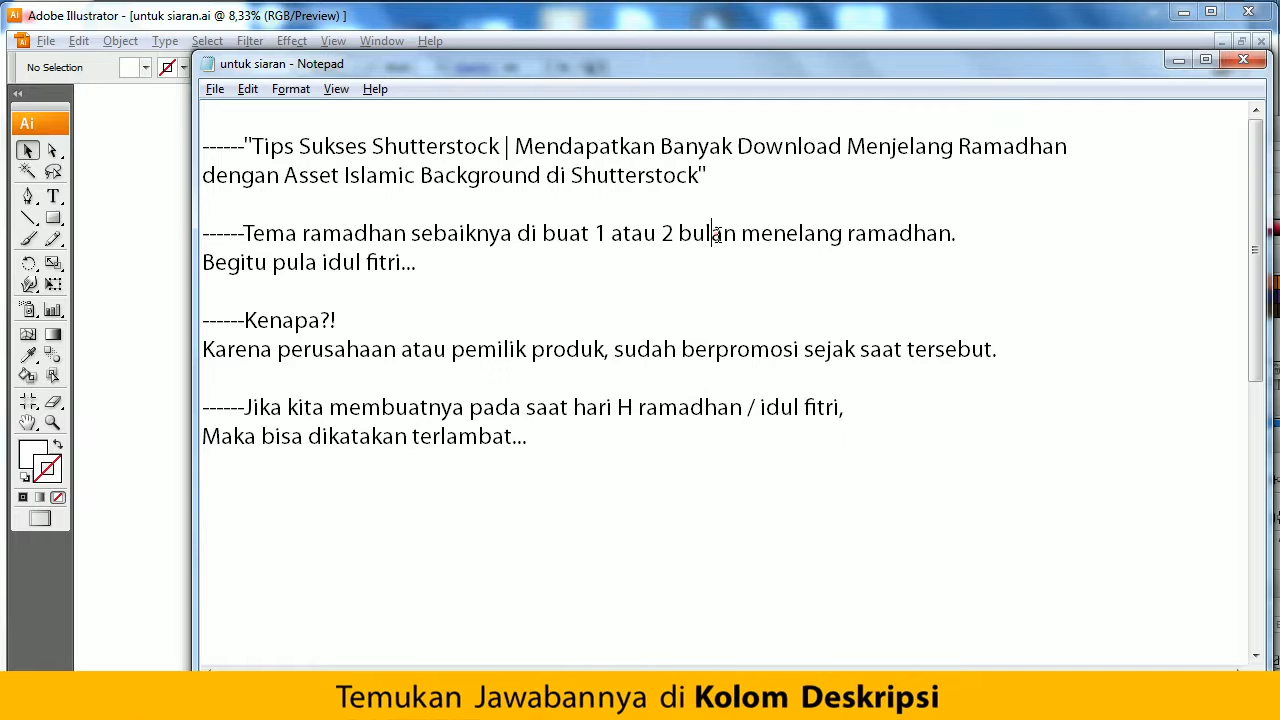 Adobe Illustrator - [untuk siaran.ai @ 8,33% (RGB/Preview) ]
File Edit Object Type Select Filter Effect View Window Help
No Selection
untuk siaran - Notepad
File Edit Format View Help
Ai
------"Tips Sukses Shutterstock | Mendapatkan Banyak Download Menjelang Ramadhan
dengan Asset Islamic Background di Shutterstock"
------Tema ramadhan sebaiknya di buat 1 atau 2 bulan menelang ramadhan.
Begitu pula idul fitri...
------Kenapa?!
Karena perusahaan atau pemilik produk, sudah berpromosi sejak saat tersebut.
------Jika kita membuatnya pada saat hari H ramadhan / idul fitri,
Maka bisa dikatakan terlambat...
Temukan Jawabannya di Kolom Deskripsi